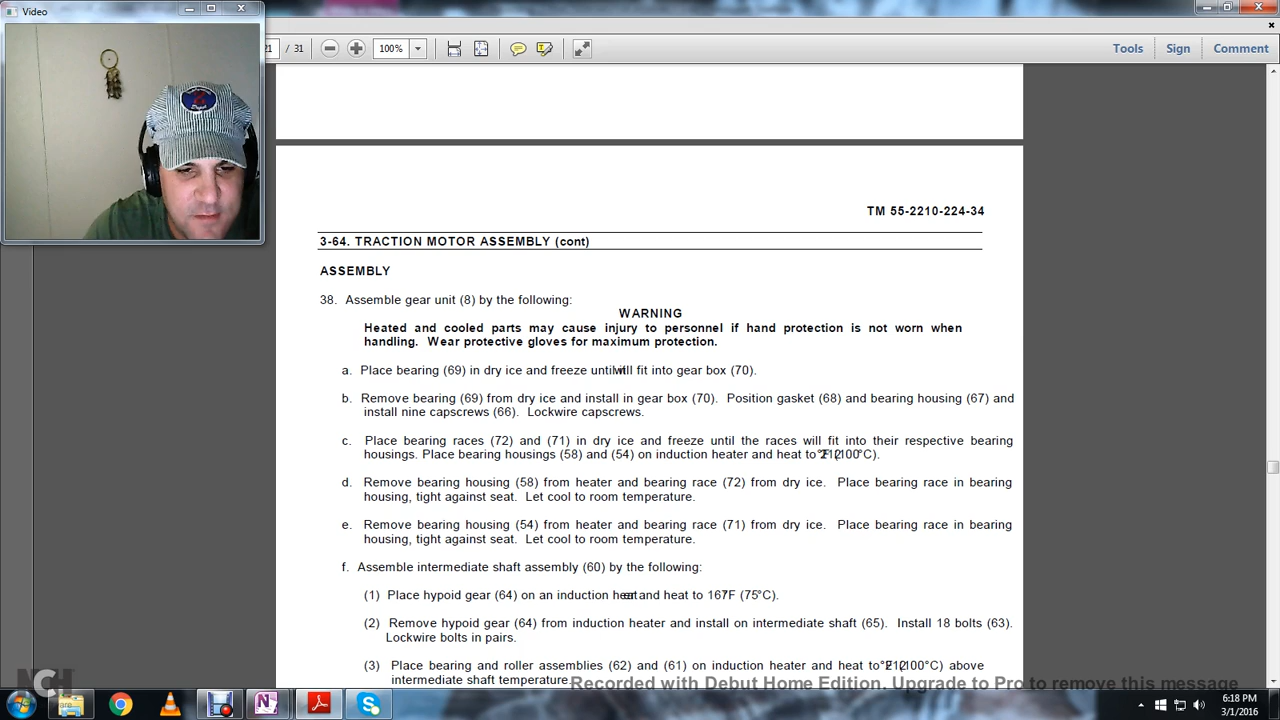 Video
21 / 31
100%
Tools
Sign
Comment
TM 55-2210-224-34
3-64. TRACTION MOTOR ASSEMBLY (cont)
ASSEMBLY
38. Assemble gear unit (8) by the following:
WARNING
Heated and cooled parts may cause injury to personnel if hand protection is not worn when
handling. Wear protective gloves for maximum protection.
a. Place bearing (69) in dry ice and freeze until will fit into gear box (70).
b. Remove bearing (69) from dry ice and install in gear box (70). Position gasket (68) and bearing housing (67) and
install nine capscrews (66). Lockwire capscrews.
c. Place bearing races (72) and (71) in dry ice and freeze until the races will fit into their respective bearing
housings. Place bearing housings (58) and (54) on induction heater and heat to 212°F (100°C).
d. Remove bearing housing (58) from heater and bearing race (72) from dry ice. Place bearing race in bearing
housing, tight against seat. Let cool to room temperature.
e. Remove bearing housing (54) from heater and bearing race (71) from dry ice. Place bearing race in bearing
housing, tight against seat. Let cool to room temperature.
f. Assemble intermediate shaft assembly (60) by the following:
(1) Place hypoid gear (64) on an induction heater and heat to 167°F (75°C).
(2) Remove hypoid gear (64) from induction heater and install on intermediate shaft (65). Install 18 bolts (63).
Lockwire bolts in pairs.
(3) Place bearing and roller assemblies (62) and (61) on induction heater and heat to 212°F (100°C) above
intermediate shaft temperature.
Recorded with Debut Home Edition. Upgrade to Pro to remove this message
NCH
6:18 PM
3/1/2016